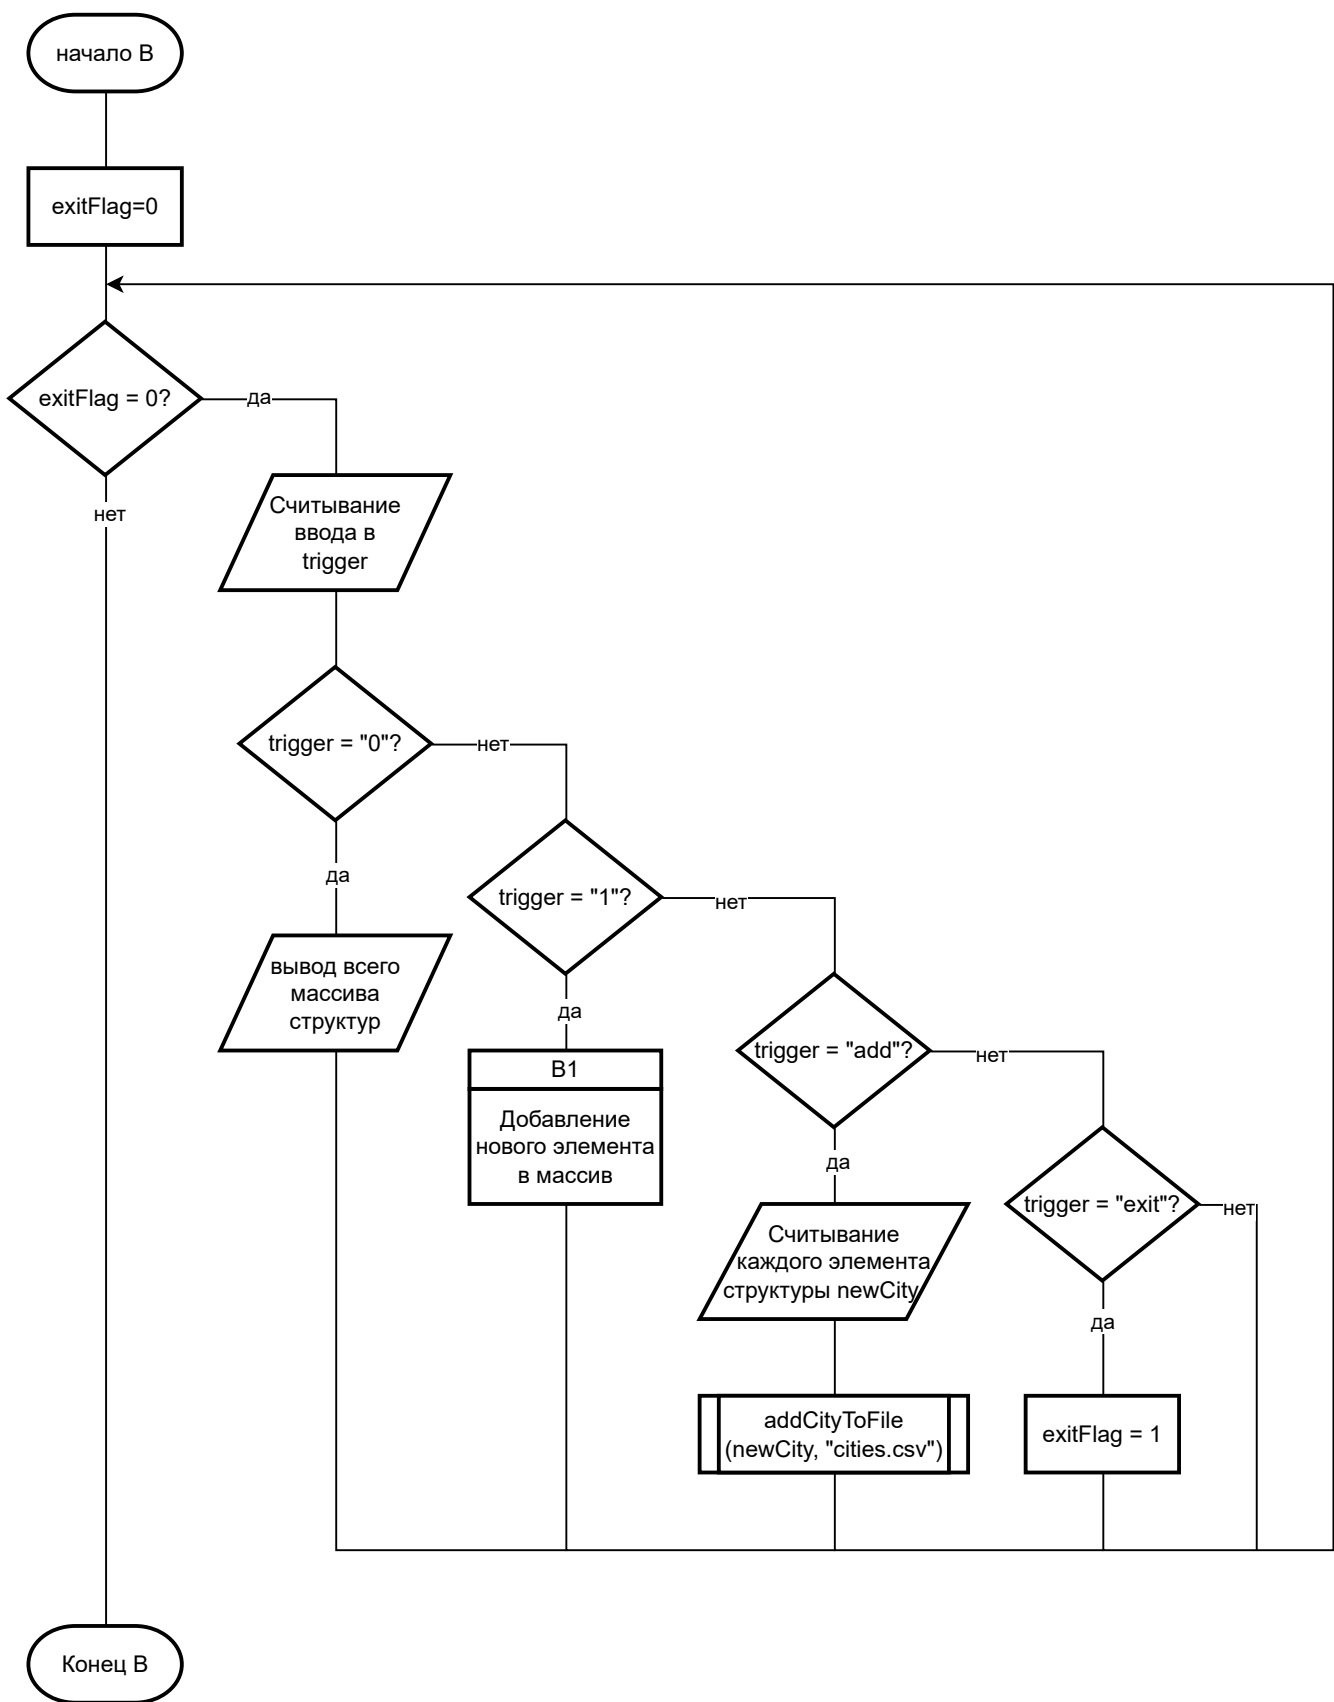 начало B
exitFlag=0
exitFlag = 0?
да
нет
Считывание
ввода в
trigger
trigger = "0"?
нет
да
trigger = "1"?
нет
да
вывод всего
массива
структур
trigger = "add"?
нет
да
B1
Добавление
нового элемента
в массив
trigger = "exit"?
нет
да
Считывание
каждого элемента
структуры newCity
addCityToFile
(newCity, "cities.csv")
exitFlag = 1
Конец B